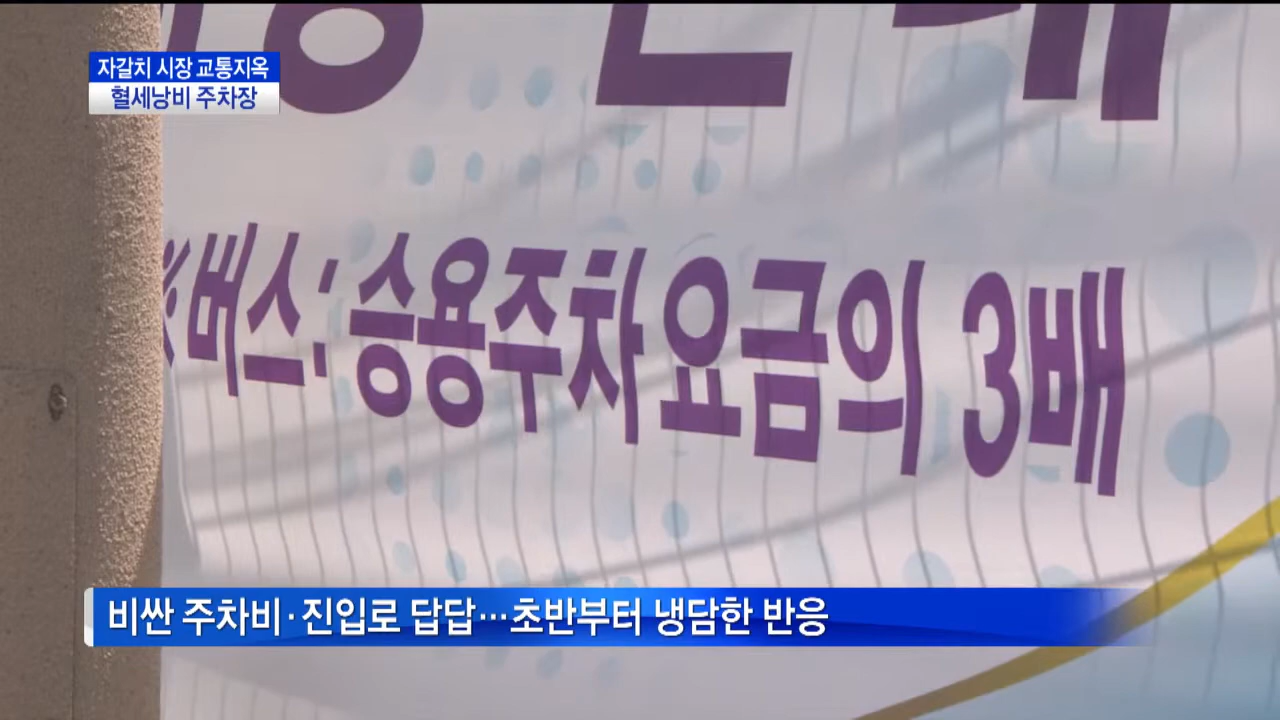 자갈치 시장 교통지옥
혈세낭비 주차장
※버스: 승용주차요금의 3배
비싼 주차비·진입로 답답…초반부터 냉담한 반응